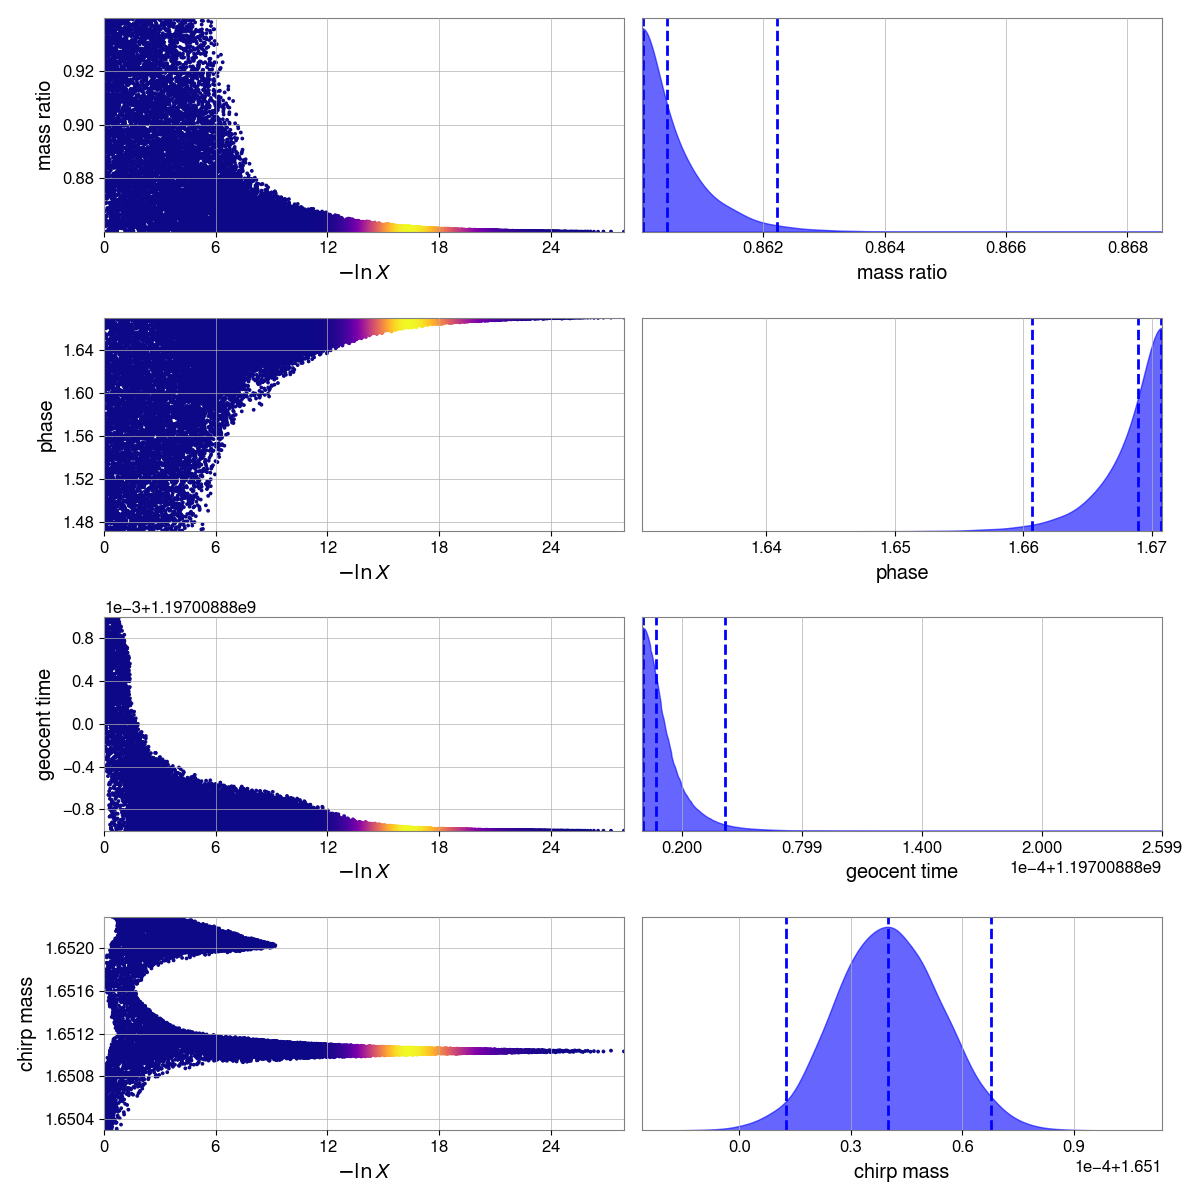 mass ratio
0.92
0.90
0.88
0 6 12 18 24
−ln X
0.862 0.864 0.866 0.868
mass ratio
phase
1.64
1.60
1.56
1.52
1.48
0 6 12 18 24
−ln X
1.64 1.65 1.66 1.67
phase
1e−3+1.19700888e9
geocent time
0.8
0.4
0.0
−0.4
−0.8
0 6 12 18 24
−ln X
0.200 0.799 1.400 2.000 2.599
geocent time
1e−4+1.19700888e9
chirp mass
1.6520
1.6516
1.6512
1.6508
1.6504
0 6 12 18 24
−ln X
0.0 0.3 0.6 0.9
chirp mass
1e−4+1.651